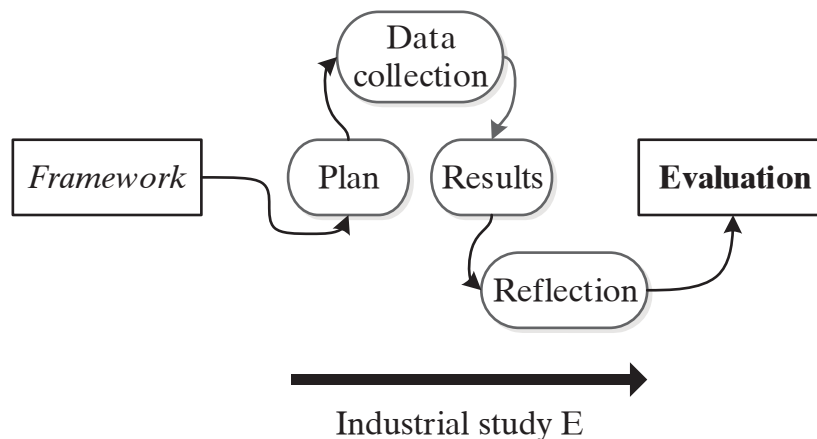 Data
collection
Framework
Plan
Results
Evaluation
Reflection
Industrial study E